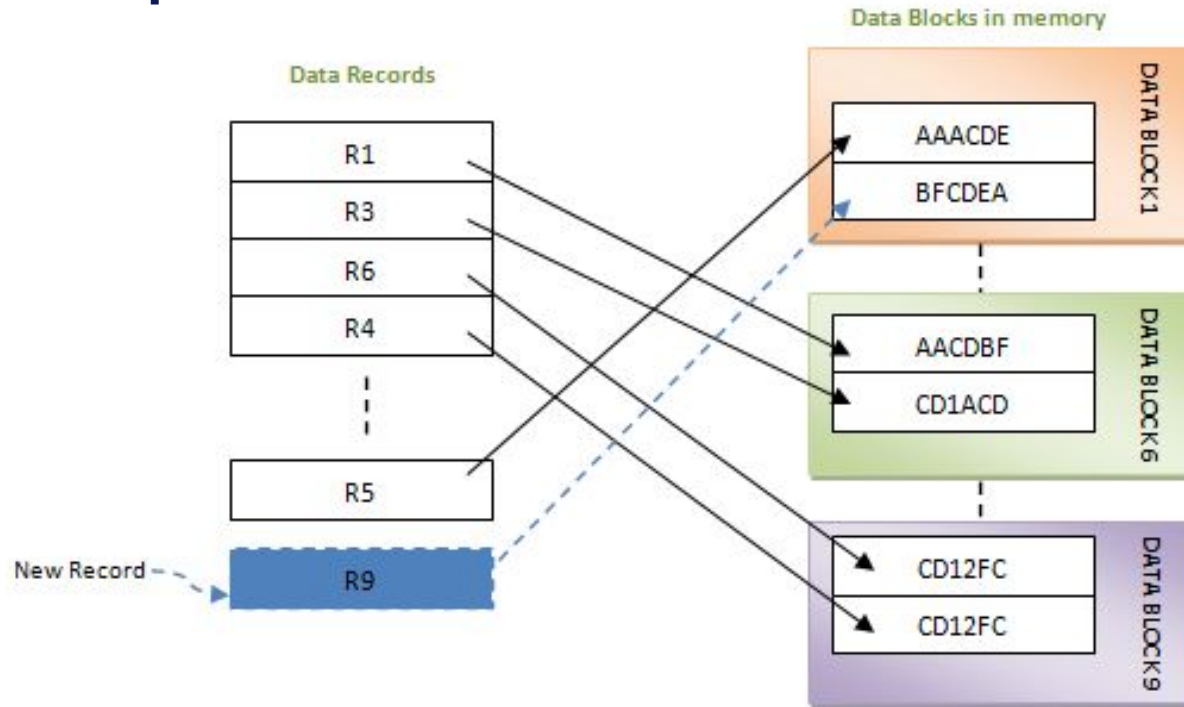 Data Blocks in memory
Data Records
R1
R3
R6
R4
R5
New Record
R9
AAACDE
BFCDEA
DATA BLOCK1
AACDBF
CD1ACD
DATA BLOCK6
CD12FC
CD12FC
DATA BLOCK9